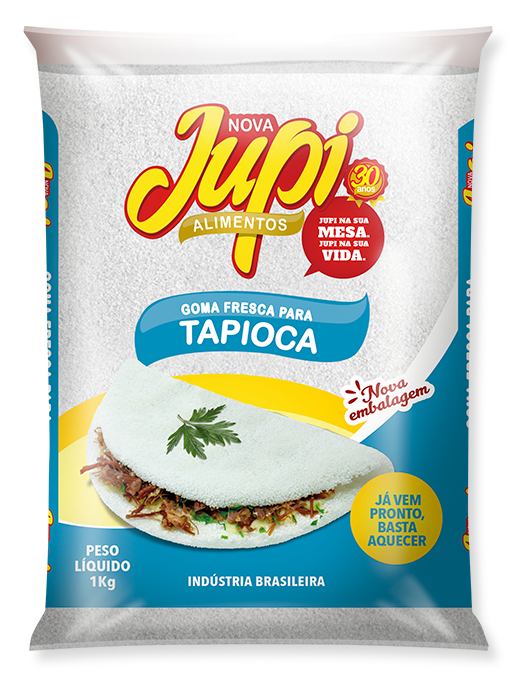 NOVA
Jupi
ALIMENTOS
30
anos
JUPI NA SUA
MESA.
JUPI NA SUA
VIDA.
GOMA FRESCA PARA
TAPIOCA
Nova
embalagem
JÁ VEM
PRONTO,
BASTA
AQUECER
PESO
LÍQUIDO
1Kg
INDÚSTRIA BRASILEIRA